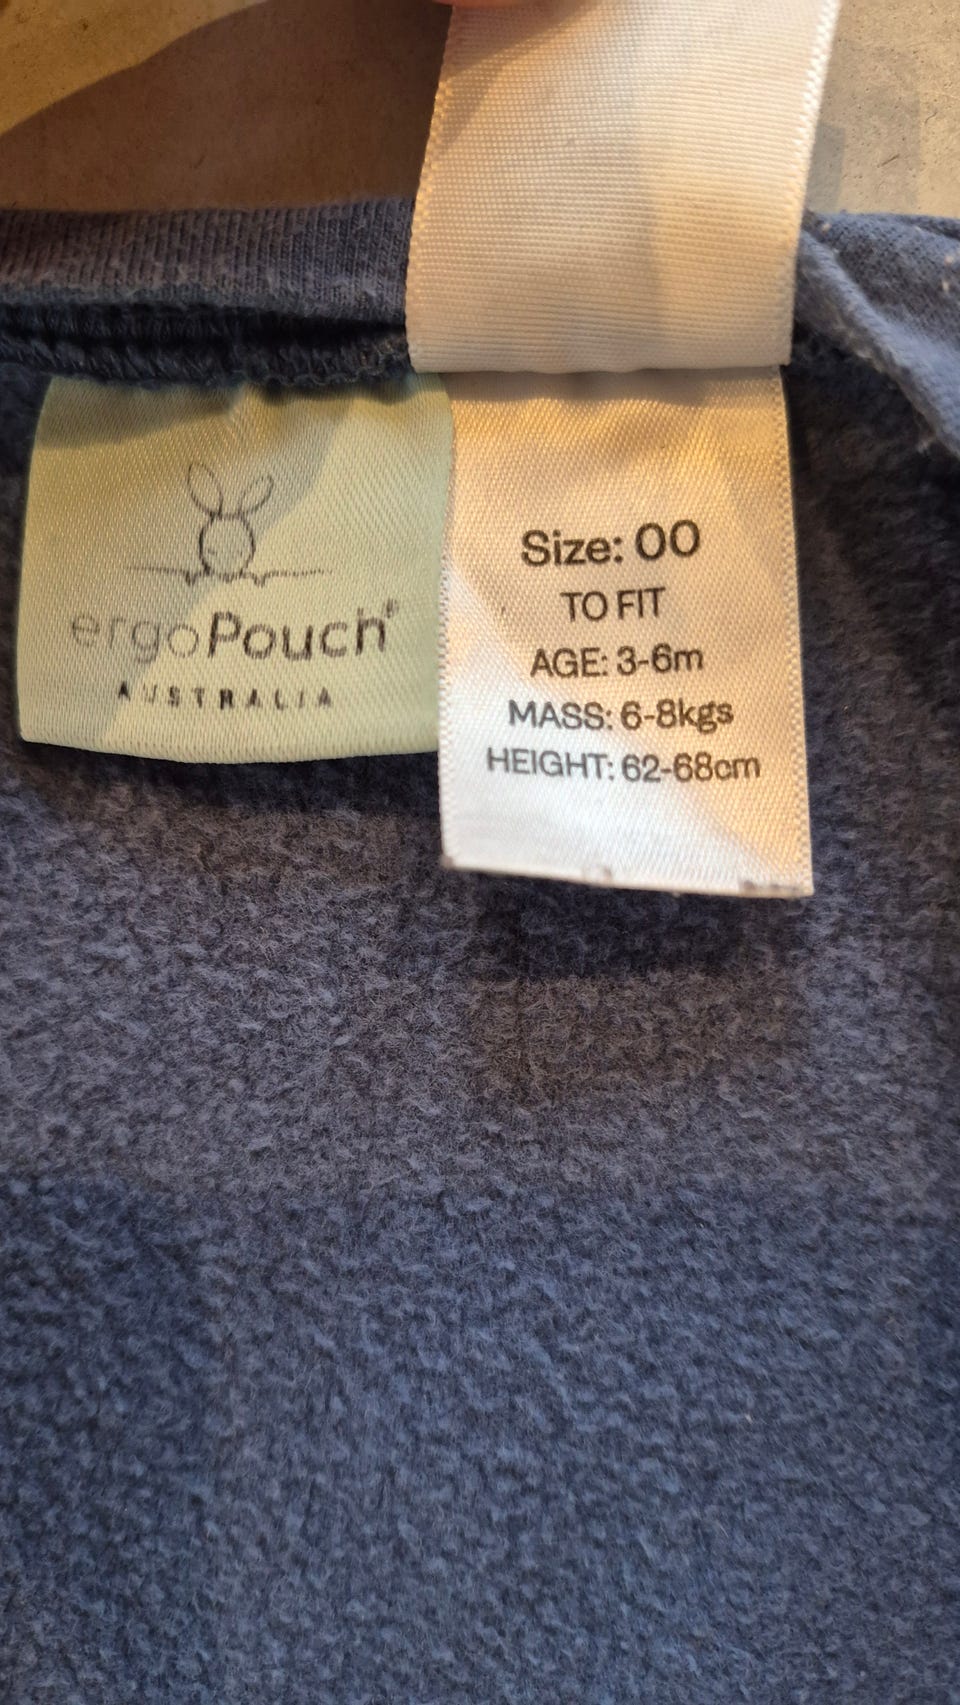 ergoPouch®
AUSTRALIA
Size: 00
TO FIT
AGE: 3-6m
MASS: 6-8kgs
HEIGHT: 62-68cm